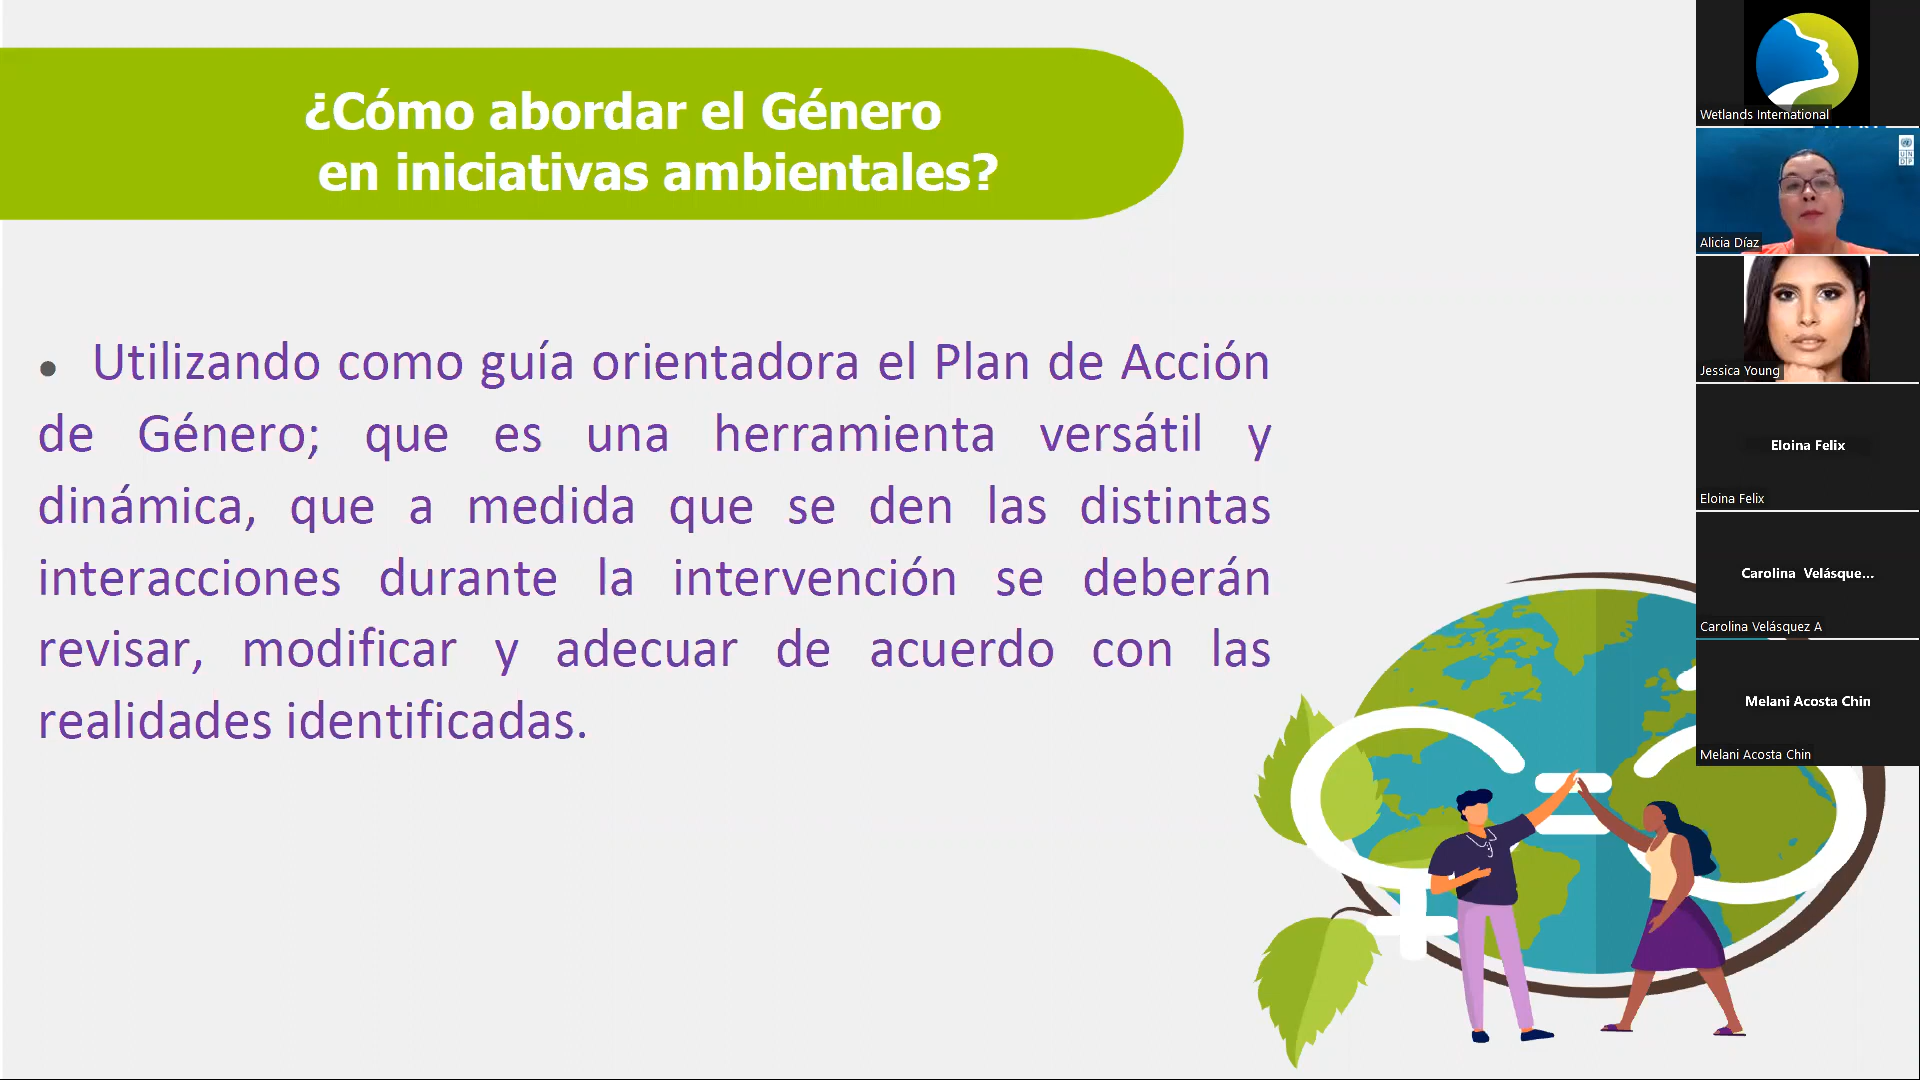 ¿Cómo abordar el Género
en iniciativas ambientales?
• Utilizando como guía orientadora el Plan de Acción
de Género; que es una herramienta versátil y
dinámica, que a medida que se den las distintas
interacciones durante la intervención se deberán
revisar, modificar y adecuar de acuerdo con las
realidades identificadas.
Wetlands International
UN
DP
Alicia Díaz
Jessica Young
Eloina Felix
Eloina Felix
Carolina Velásque...
Carolina Velásquez A
Melani Acosta Chin
Melani Acosta Chin